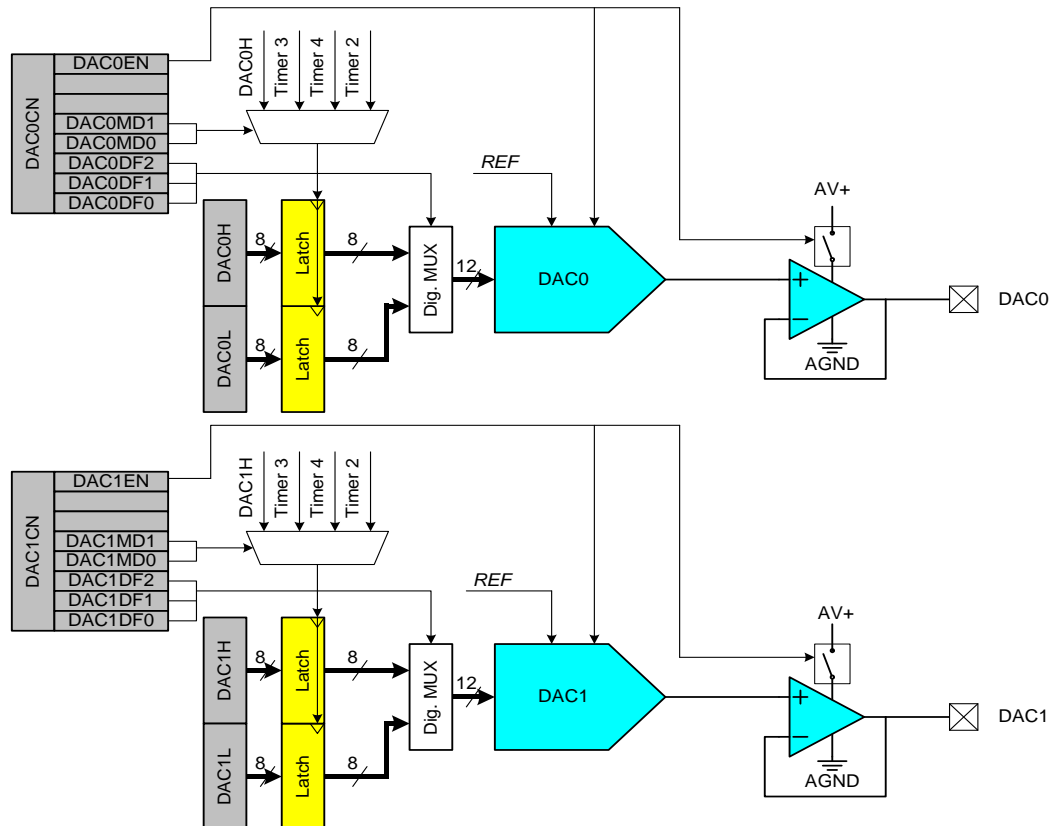 DAC0CN
DAC0EN
DAC0MD1
DAC0MD0
DAC0DF2
DAC0DF1
DAC0DF0
DAC0H
Timer 3
Timer 4
Timer 2
REF
AV+
DAC0H
8
Latch
8
Dig. MUX
12
DAC0
+
−
DAC0
DAC0L
8
Latch
8
AGND
DAC1CN
DAC1EN
DAC1MD1
DAC1MD0
DAC1DF2
DAC1DF1
DAC1DF0
DAC1H
Timer 3
Timer 4
Timer 2
REF
AV+
DAC1H
8
Latch
8
Dig. MUX
12
DAC1
+
−
DAC1
DAC1L
8
Latch
8
AGND